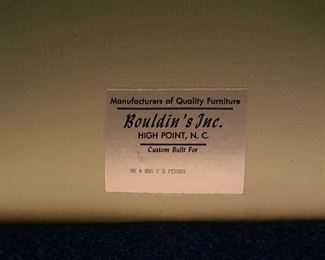 Manufacturers of Quality Furniture
Bouldin's Inc.
HIGH POINT, N. C.
Custom Built For
MR & MRS C G FISHER